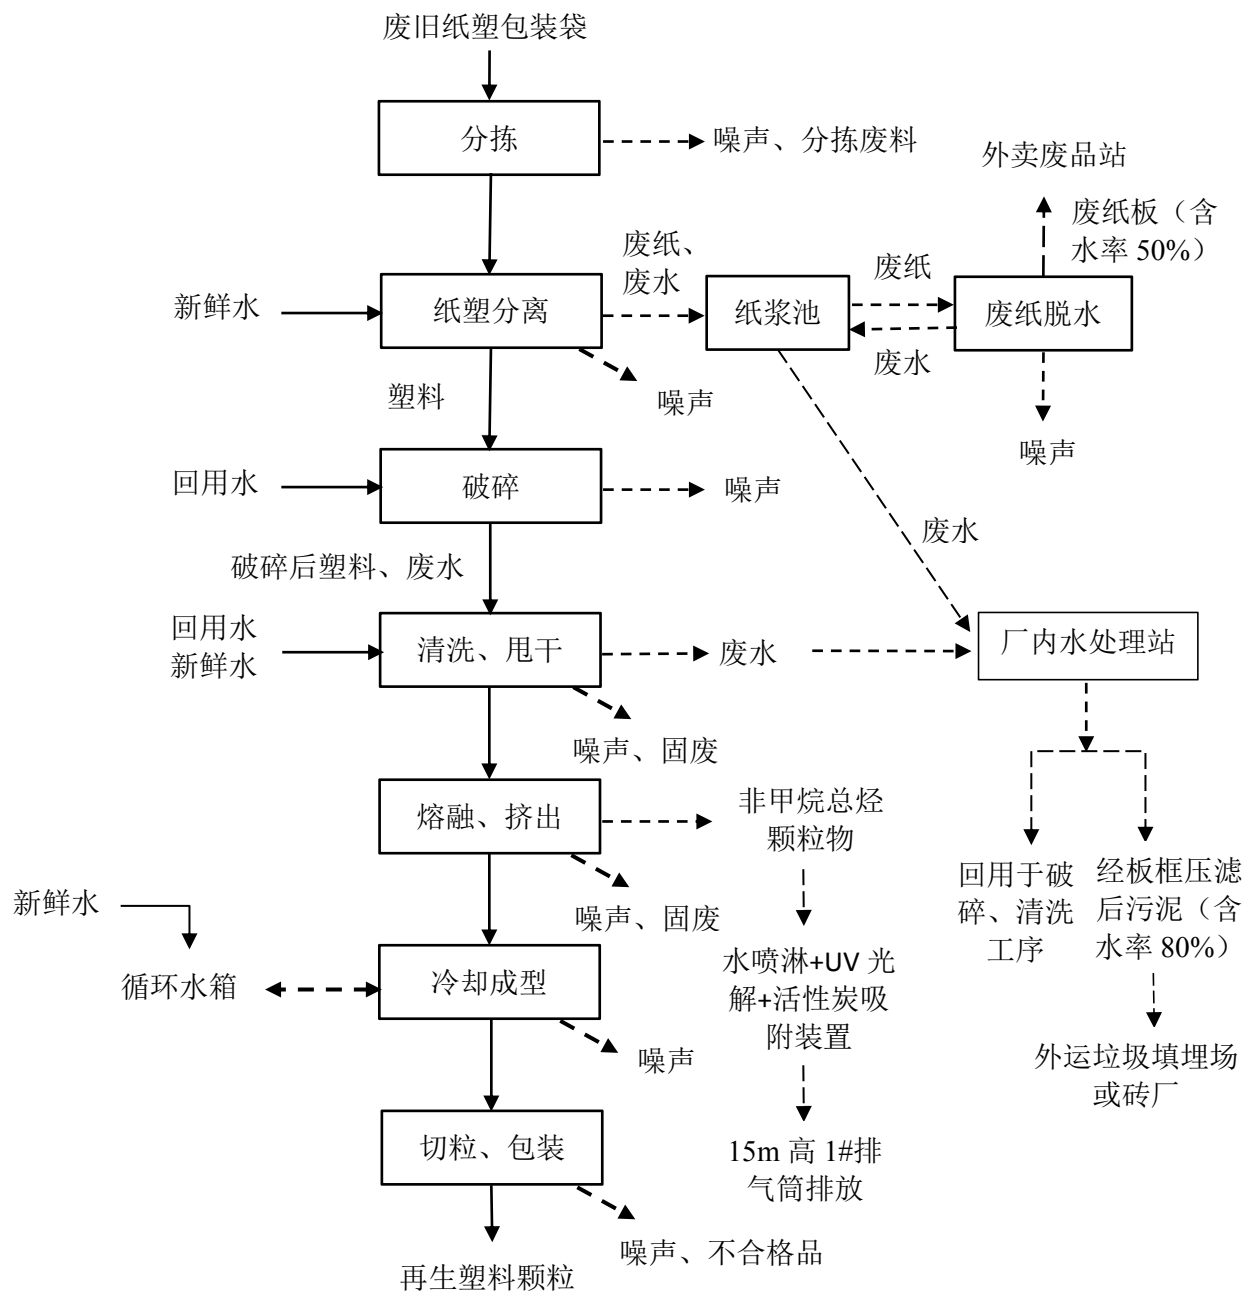 废旧纸塑包装袋
分拣
噪声、分拣废料
外卖废品站
废纸板（含
水率 50%）
废纸、
废水
新鲜水
纸塑分离
纸浆池
废纸
废水
废纸脱水
噪声
噪声
塑料
回用水
破碎
噪声
废水
破碎后塑料、废水
回用水
新鲜水
清洗、甩干
废水
厂内水处理站
噪声、固废
熔融、挤出
非甲烷总烃
颗粒物
噪声、固废
回用于破
碎、清洗
工序
经板框压滤
后污泥（含
水率 80%）
新鲜水
循环水箱
冷却成型
水喷淋+UV 光
解+活性炭吸
附装置
噪声
外运垃圾填埋场
或砖厂
切粒、包装
15m 高 1#排
气筒排放
噪声、不合格品
再生塑料颗粒